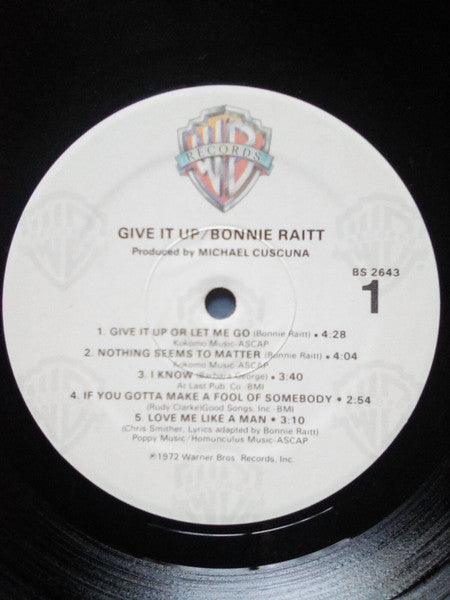 WB
RECORDS
GIVE IT UP/BONNIE RAITT
Produced by MICHAEL CUSCUNA
BS 2643
1
1. GIVE IT UP OR LET ME GO (Bonnie Raitt) • 4:28
Kokomo Music-ASCAP
2. NOTHING SEEMS TO MATTER (Bonnie Raitt) • 4:04
Kokomo Music-ASCAP
3. I KNOW (Barbara George) • 3:40
At Last Pub. Co.-BMI
4. IF YOU GOTTA MAKE A FOOL OF SOMEBODY • 2:54
(Rudy Clarke)Good Songs, Inc.-BMI
5. LOVE ME LIKE A MAN • 3:10
(Chris Smither, Lyrics adapted by Bonnie Raitt)
Poppy Music/Homunculus Music-ASCAP
℗1972 Warner Bros. Records, Inc.